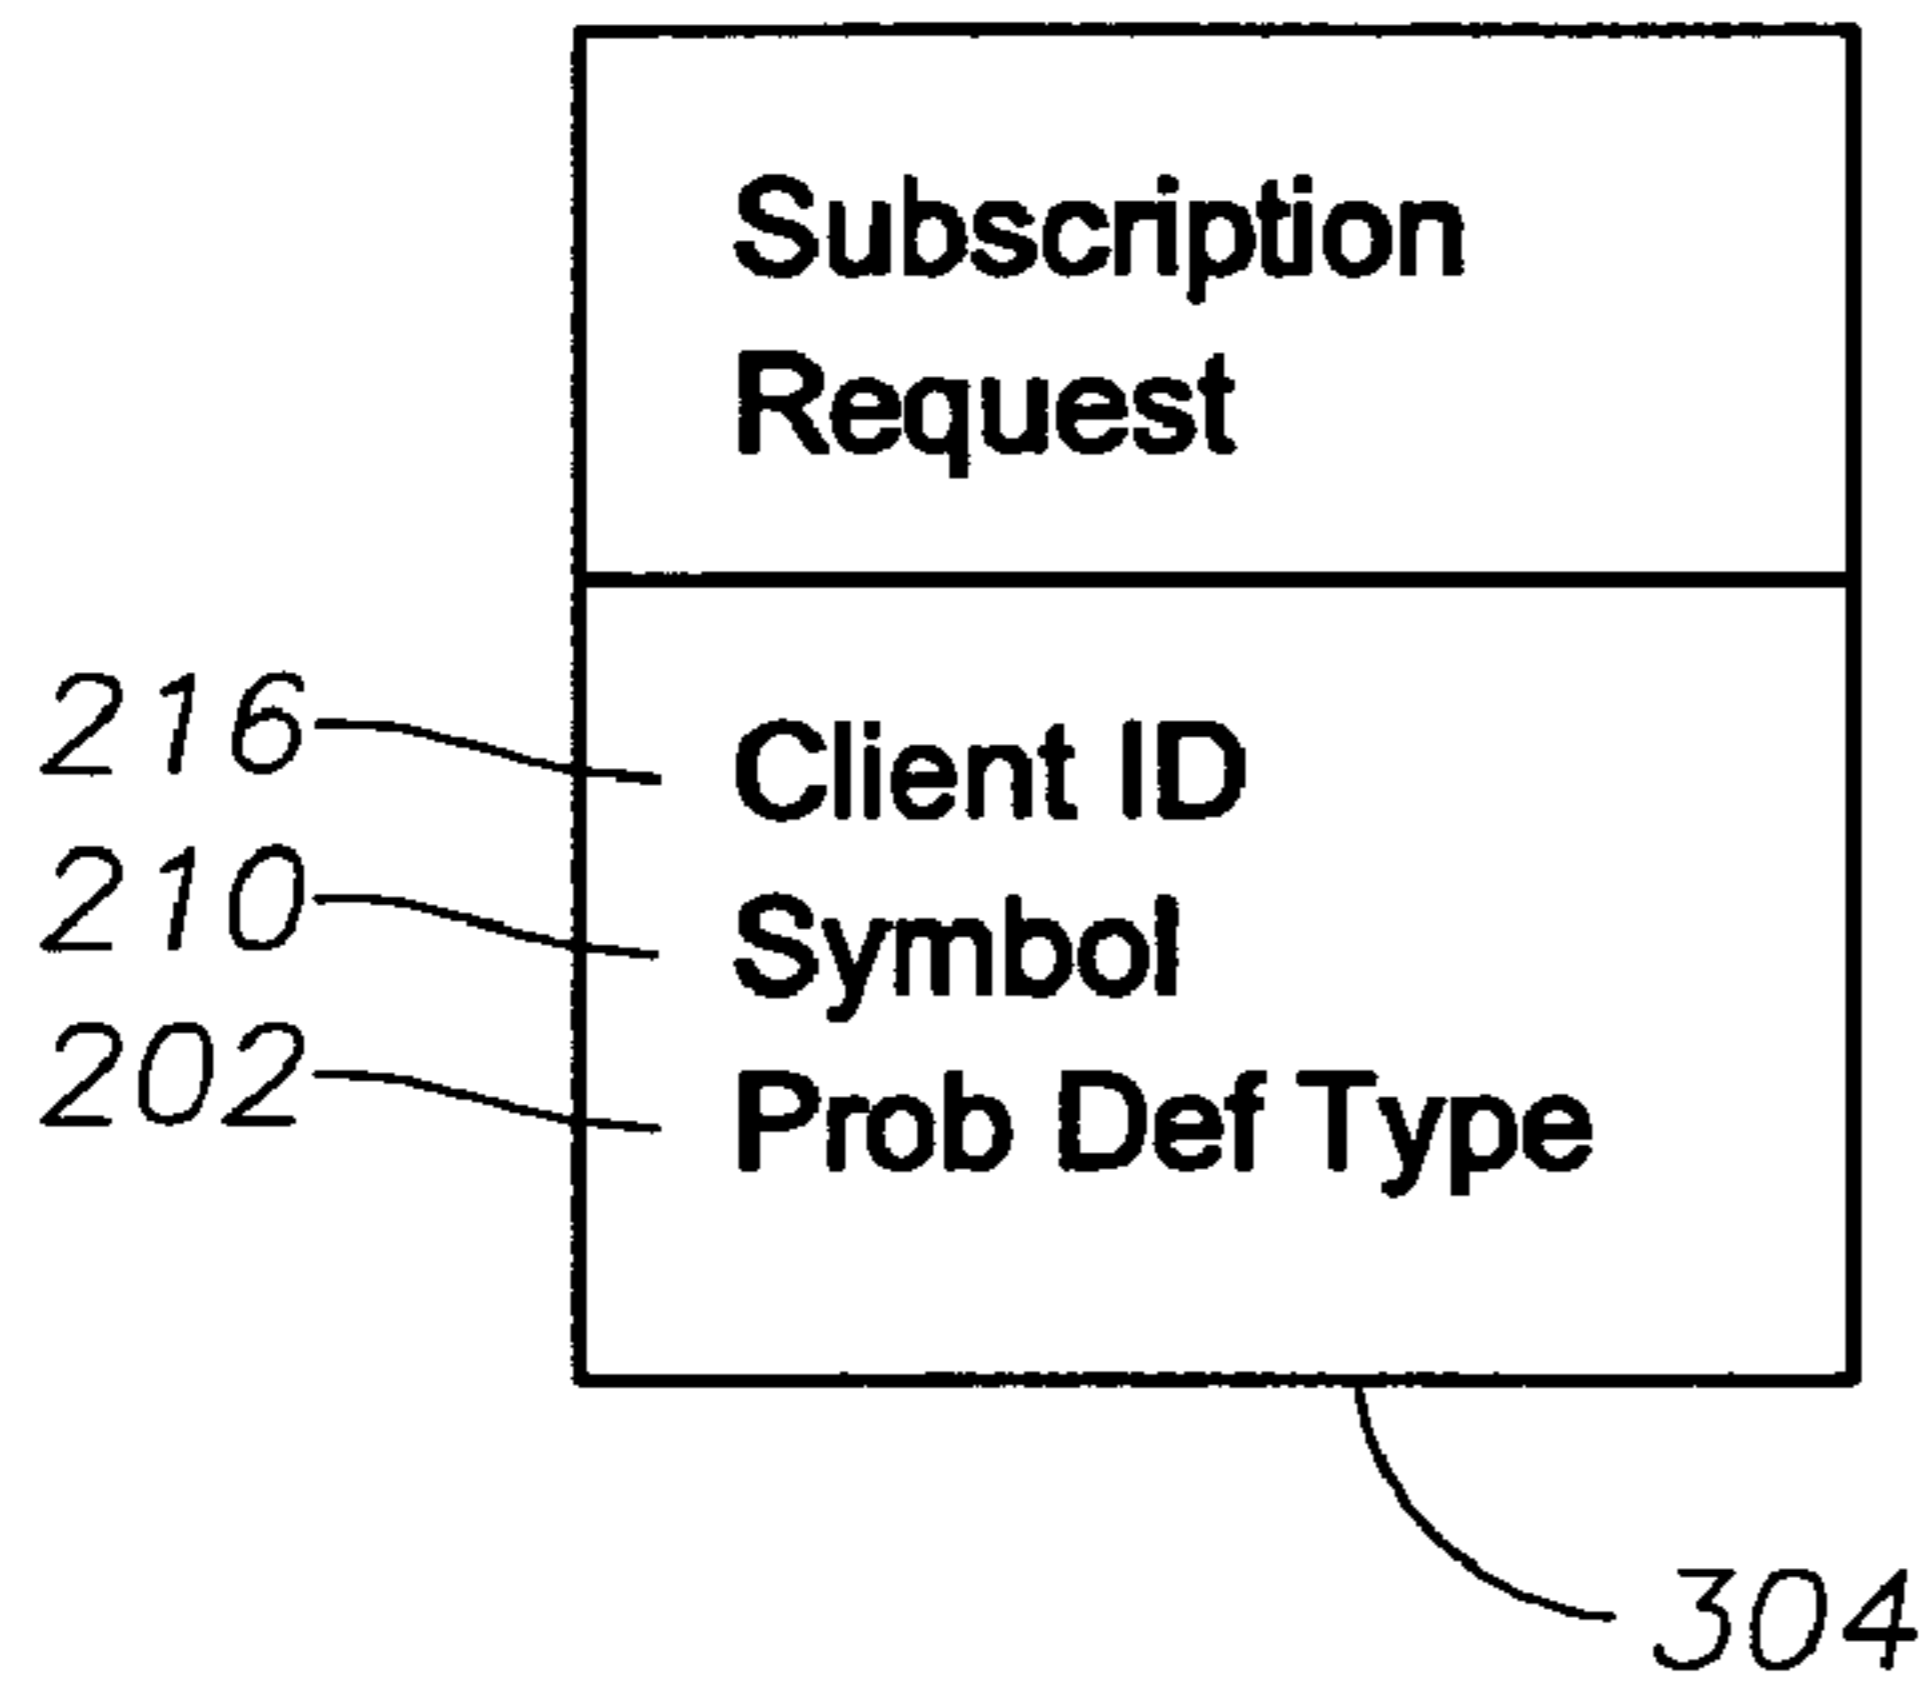 Subscription
Request
216 Client ID
210 Symbol
202 Prob Def Type
304